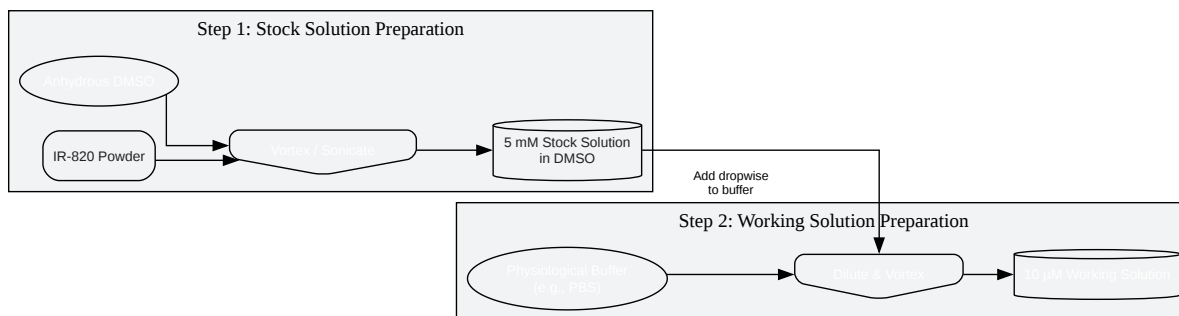 Step 1: Stock Solution Preparation
Anhydrous DMSO
IR-820 Powder
Vortex / Sonicate
5 mM Stock Solution
in DMSO
Add dropwise
to buffer
Step 2: Working Solution Preparation
Physiological Buffer
(e.g., PBS)
Dilute & Vortex
10 µM Working Solution